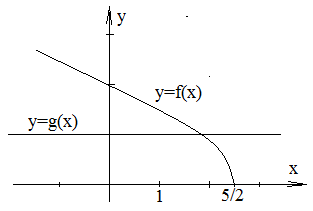 y
y=f(x)
y=g(x)
x
1
5/2